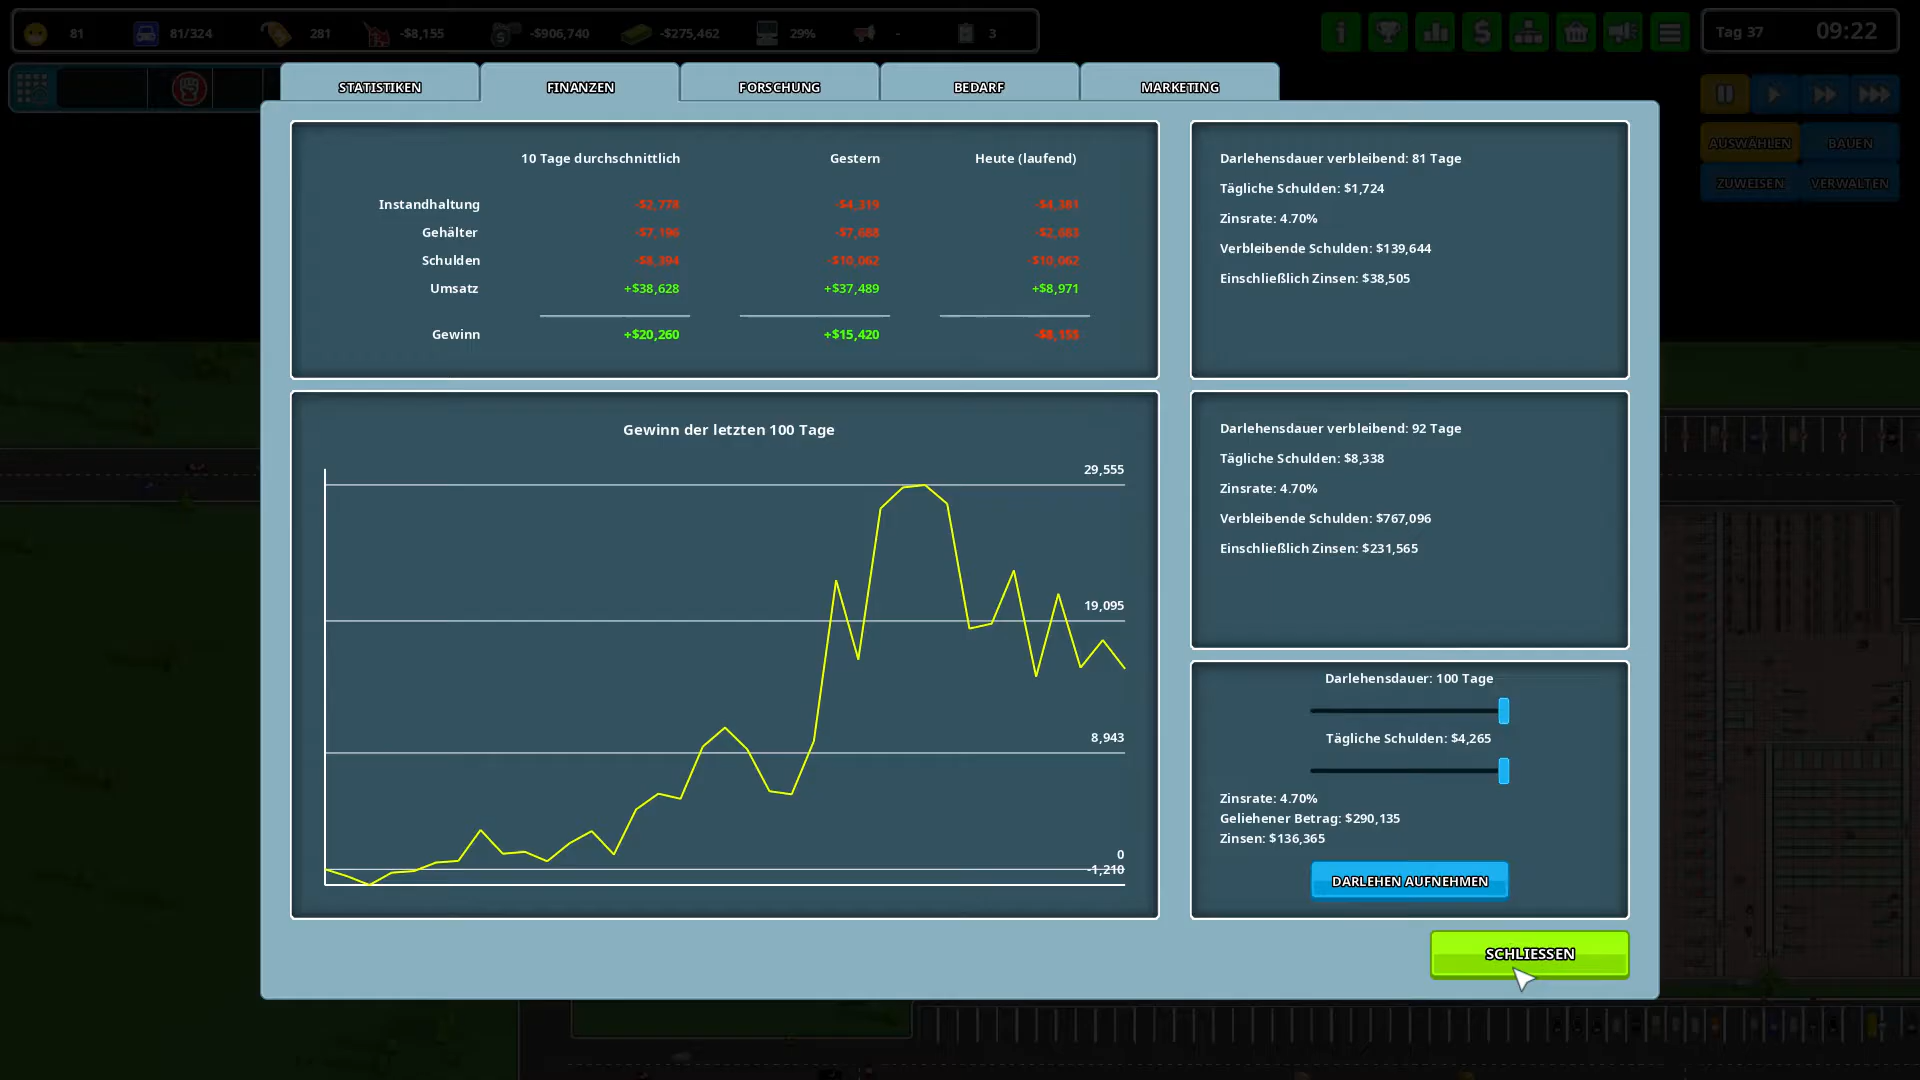 81 81/324 281 -$8,155 -$906,740 -$275,462 29% - 3 Tag 37 09:22
STATISTIKEN FINANZEN FORSCHUNG BEDARF MARKETING
AUSWÄHLEN BAUEN
ZUWEISEN VERWALTEN
10 Tage durchschnittlich Gestern Heute (laufend)
Instandhaltung -$2,778 -$4,319 -$4,381
Gehälter -$7,196 -$7,688 -$2,683
Schulden -$8,394 -$10,062 -$10,062
Umsatz +$38,628 +$37,489 +$8,971
Gewinn +$20,260 +$15,420 -$8,155
Darlehensdauer verbleibend: 81 Tage
Tägliche Schulden: $1,724
Zinsrate: 4.70%
Verbleibende Schulden: $139,644
Einschließlich Zinsen: $38,505
Gewinn der letzten 100 Tage
29,555
19,095
8,943
0
-1,210
Darlehensdauer verbleibend: 92 Tage
Tägliche Schulden: $8,338
Zinsrate: 4.70%
Verbleibende Schulden: $767,096
Einschließlich Zinsen: $231,565
Darlehensdauer: 100 Tage
Tägliche Schulden: $4,265
Zinsrate: 4.70%
Geliehener Betrag: $290,135
Zinsen: $136,365
DARLEHEN AUFNEHMEN
SCHLIESSEN